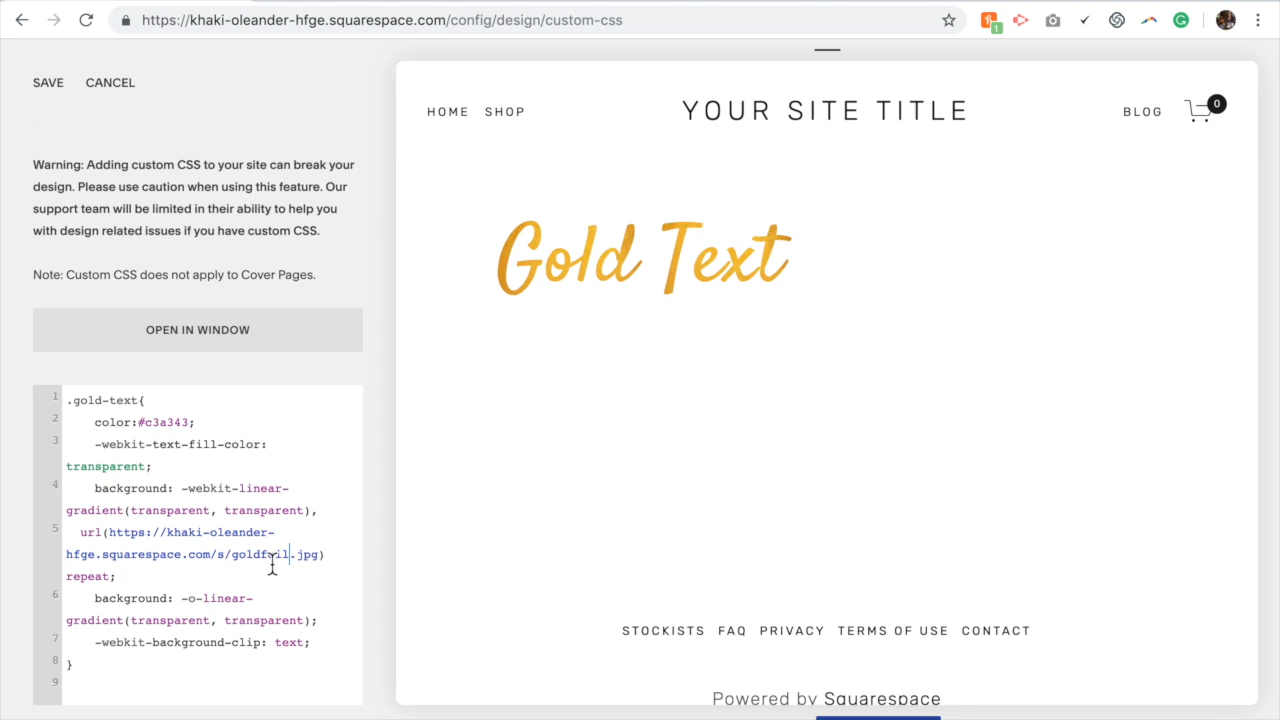 https://khaki-oleander-hfge.squarespace.com/config/design/custom-css
1
SAVE CANCEL
Warning: Adding custom CSS to your site can break your
design. Please use caution when using this feature. Our
support team will be limited in their ability to help you
with design related issues if you have custom CSS.
Note: Custom CSS does not apply to Cover Pages.
OPEN IN WINDOW
1 .gold-text{
2 color:#c3a343;
3 -webkit-text-fill-color:
transparent;
4 background: -webkit-linear-
gradient(transparent, transparent),
5 url(https://khaki-oleander-
hfge.squarespace.com/s/goldfoil.jpg)
repeat;
6 background: -o-linear-
gradient(transparent, transparent);
7 -webkit-background-clip: text;
8 }
9
HOME SHOP YOUR SITE TITLE BLOG 0
Gold Text
STOCKISTS FAQ PRIVACY TERMS OF USE CONTACT
Powered by Squarespace